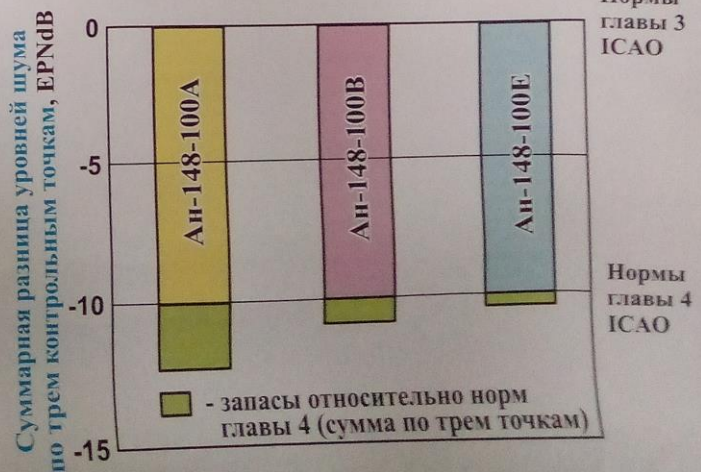 Суммарная разница уровней шума
по трем контрольным точкам, EPNdB
0
-5
-10
-15
Ан-148-100А
Ан-148-100В
Ан-148-100Е
Нормы
главы 3
ICAO
Нормы
главы 4
ICAO
- запасы относительно норм
главы 4 (сумма по трем точкам)